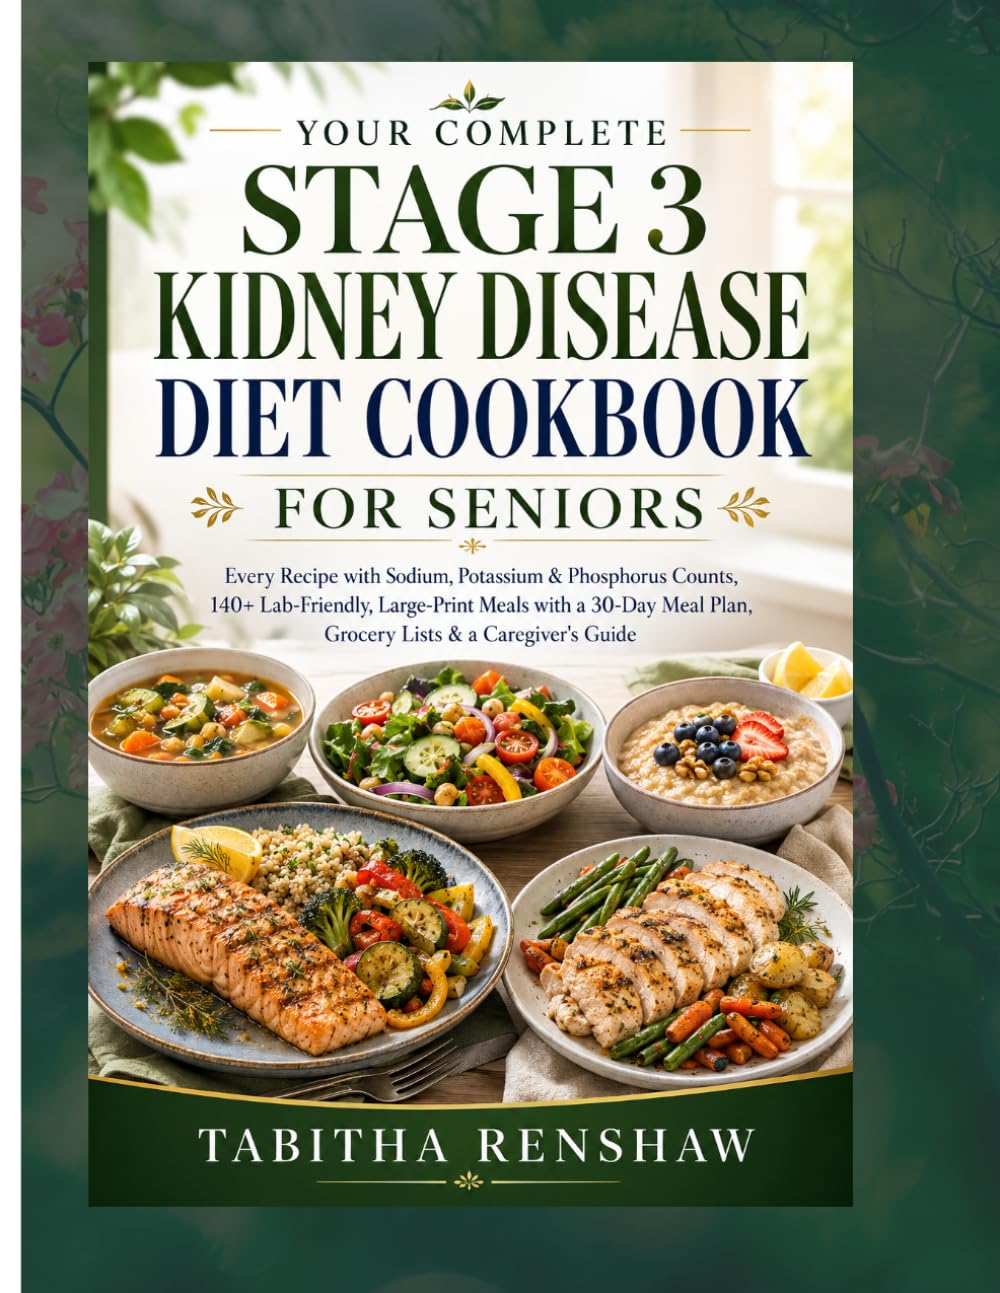 YOUR COMPLETE
STAGE 3
KIDNEY DISEASE
DIET COOKBOOK
FOR SENIORS
Every Recipe with Sodium, Potassium & Phosphorus Counts,
140+ Lab-Friendly, Large-Print Meals with a 30-Day Meal Plan,
Grocery Lists & a Caregiver's Guide
TABITHA RENSHAW